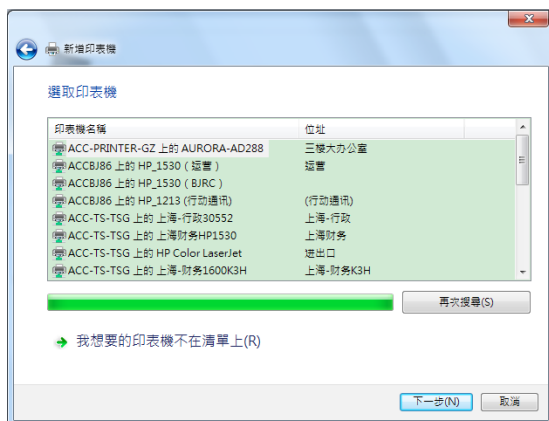 新增印表機
選取印表機
印表機名稱 位址
ACC-PRINTER-GZ 上的 AURORA-AD288 三楼大办公室
ACCBJ86 上的 HP_1530 ( 运营 ) 运营
ACCBJ86 上的 HP_1530 ( BJRC )
ACCBJ86 上的 HP_1213 (行动通讯) (行动通讯)
ACC-TS-TSG 上的 上海-行政30552 上海-行政
ACC-TS-TSG 上的 上海财务HP1530 上海财务
ACC-TS-TSG 上的 HP Color LaserJet 进出口
ACC-TS-TSG 上的 上海-财务1600K3H 上海-财务K3H
再次搜尋(S)
我想要的印表機不在清單上(R)
下一步(N) 取消